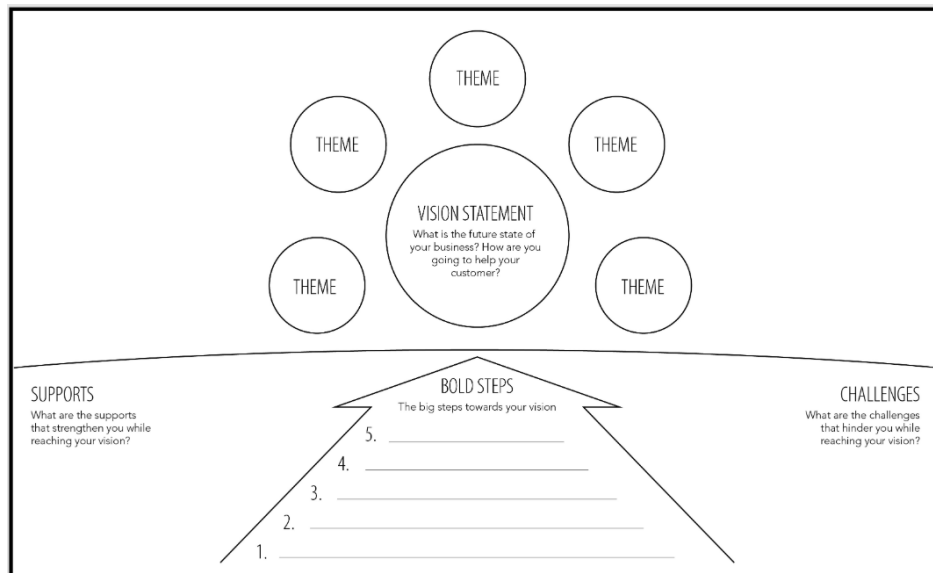 THEME
THEME
THEME
VISION STATEMENT
What is the future state of
your business? How are you
going to help your
customer?
THEME
THEME
SUPPORTS
What are the supports
that strengthen you while
reaching your vision?
BOLD STEPS
The big steps towards your vision
5.
4.
3.
2.
1.
CHALLENGES
What are the challenges
that hinder you while
reaching your vision?